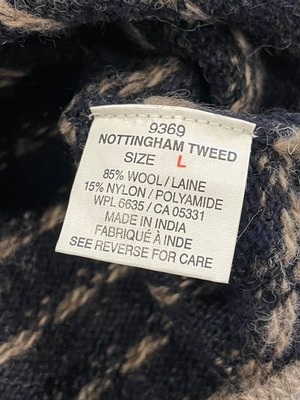 9369
NOTTINGHAM TWEED
SIZE L
85% WOOL/LAINE
15% NYLON/POLYAMIDE
WPL 6635/CA 05331
MADE IN INDIA
FABRIQUÉ À INDE
SEE REVERSE FOR CARE